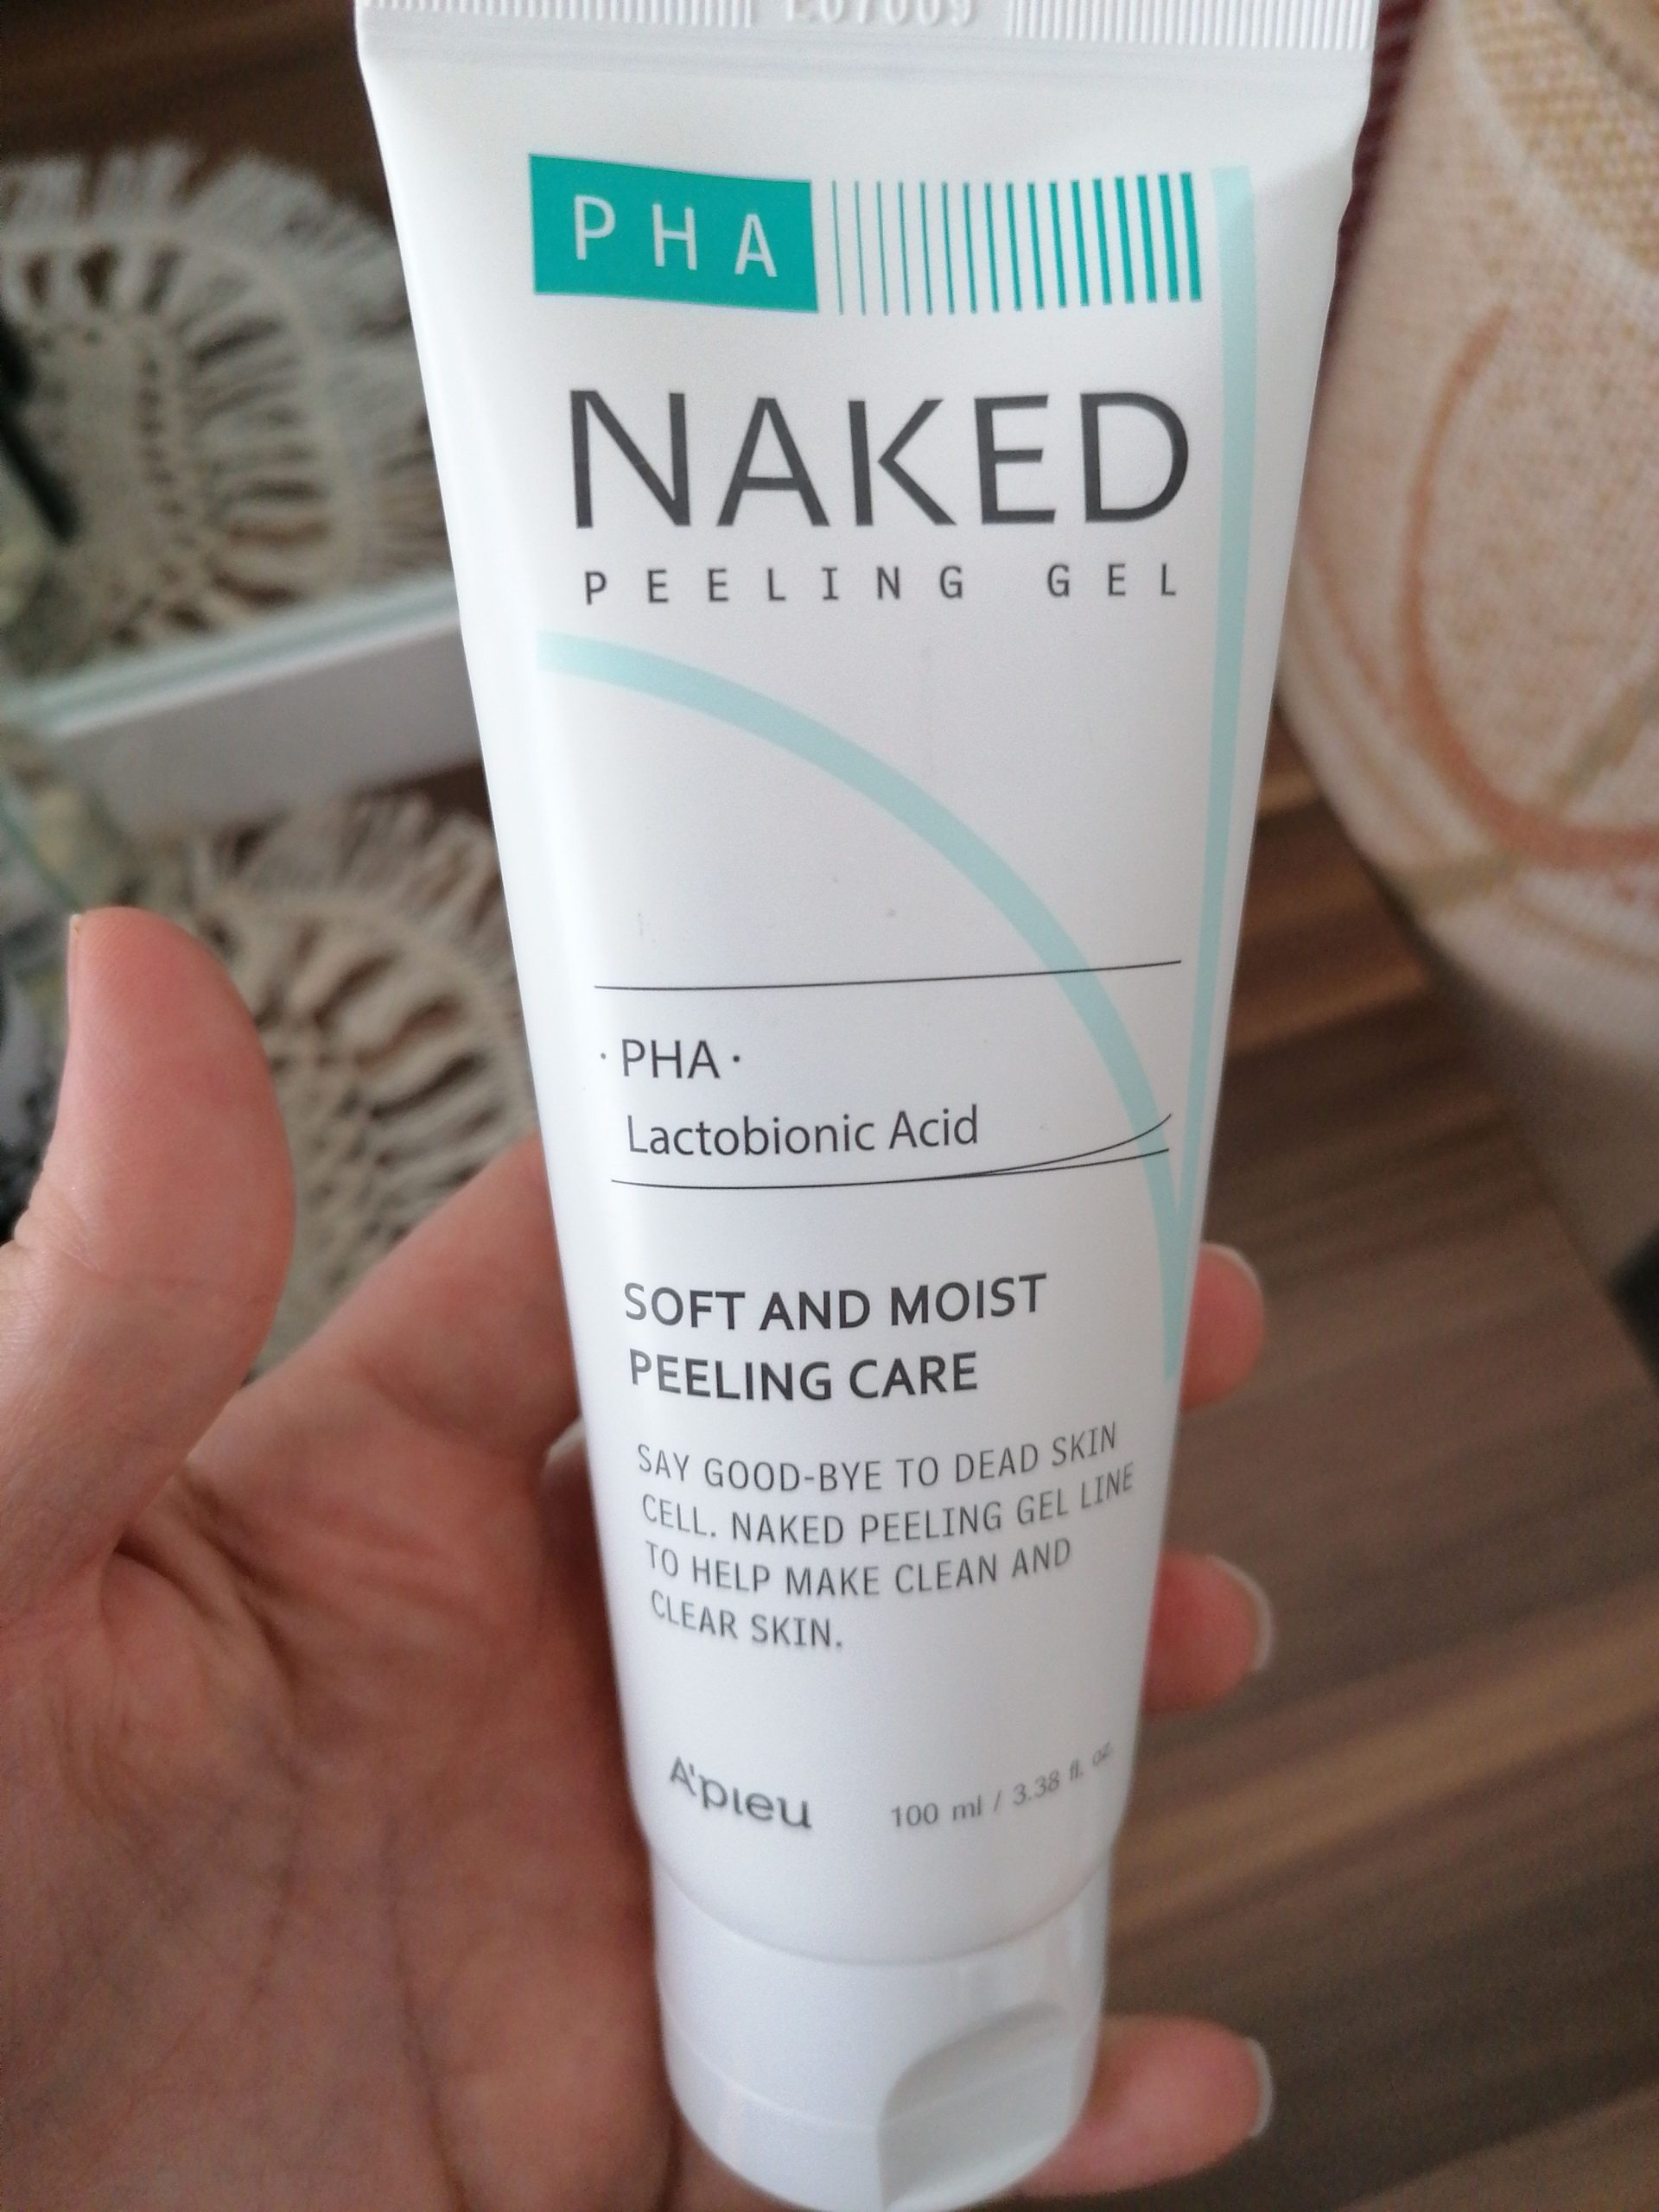 PHA
NAKED
PEELING GEL
· PHA ·
Lactobionic Acid
SOFT AND MOIST
PEELING CARE
SAY GOOD-BYE TO DEAD SKIN
CELL. NAKED PEELING GEL LINE
TO HELP MAKE CLEAN AND
CLEAR SKIN.
A'pieu 100 ml / 3.38 fl. oz.